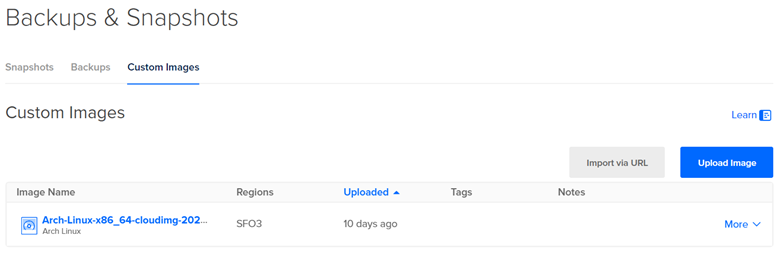 Backups & Snapshots
Snapshots Backups Custom Images
Custom Images
Learn
Import via URL Upload Image
Image Name Regions Uploaded Tags Notes
Arch-Linux-x86_64-cloudimg-202... SFO3 10 days ago More
Arch Linux